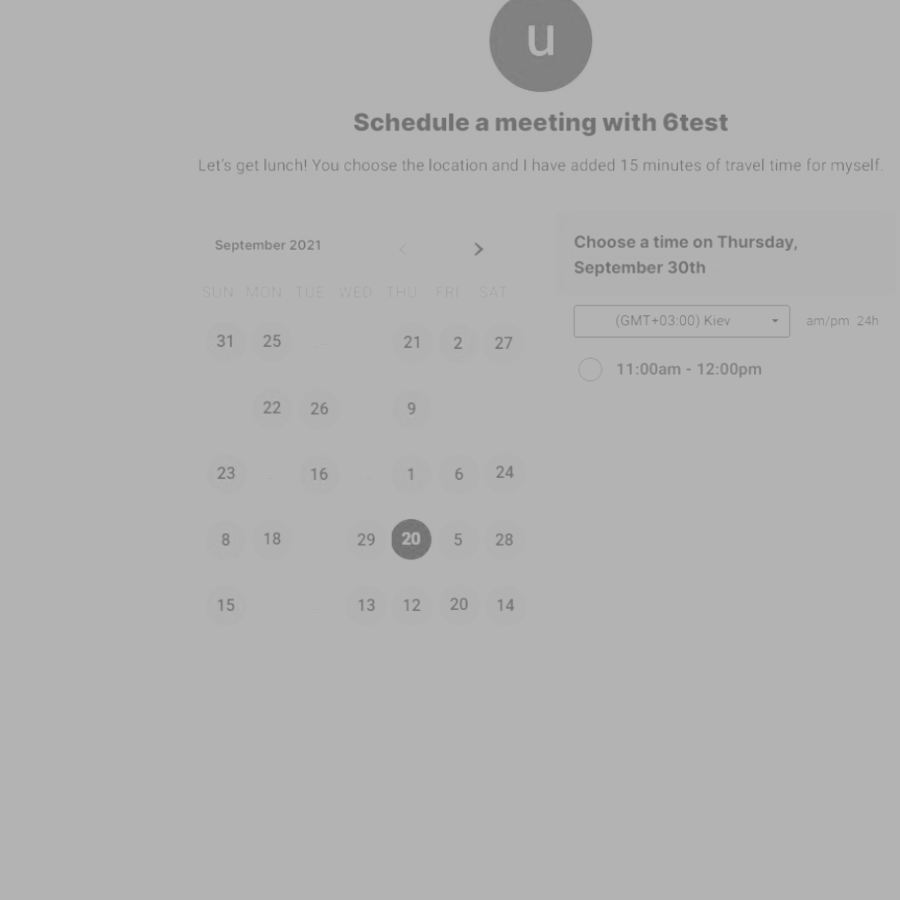 u
Schedule a meeting with 6test
Let's get lunch! You choose the location and I have added 15 minutes of travel time for myself.
September 2021
SUN MON TUE WED THU FRI SAT
31 25 21 2 27
22 26 9
23 16 1 6 24
8 18 29 20 5 28
15 13 12 20 14
Choose a time on Thursday,
September 30th
(GMT+03:00) Kiev am/pm 24h
11:00am - 12:00pm